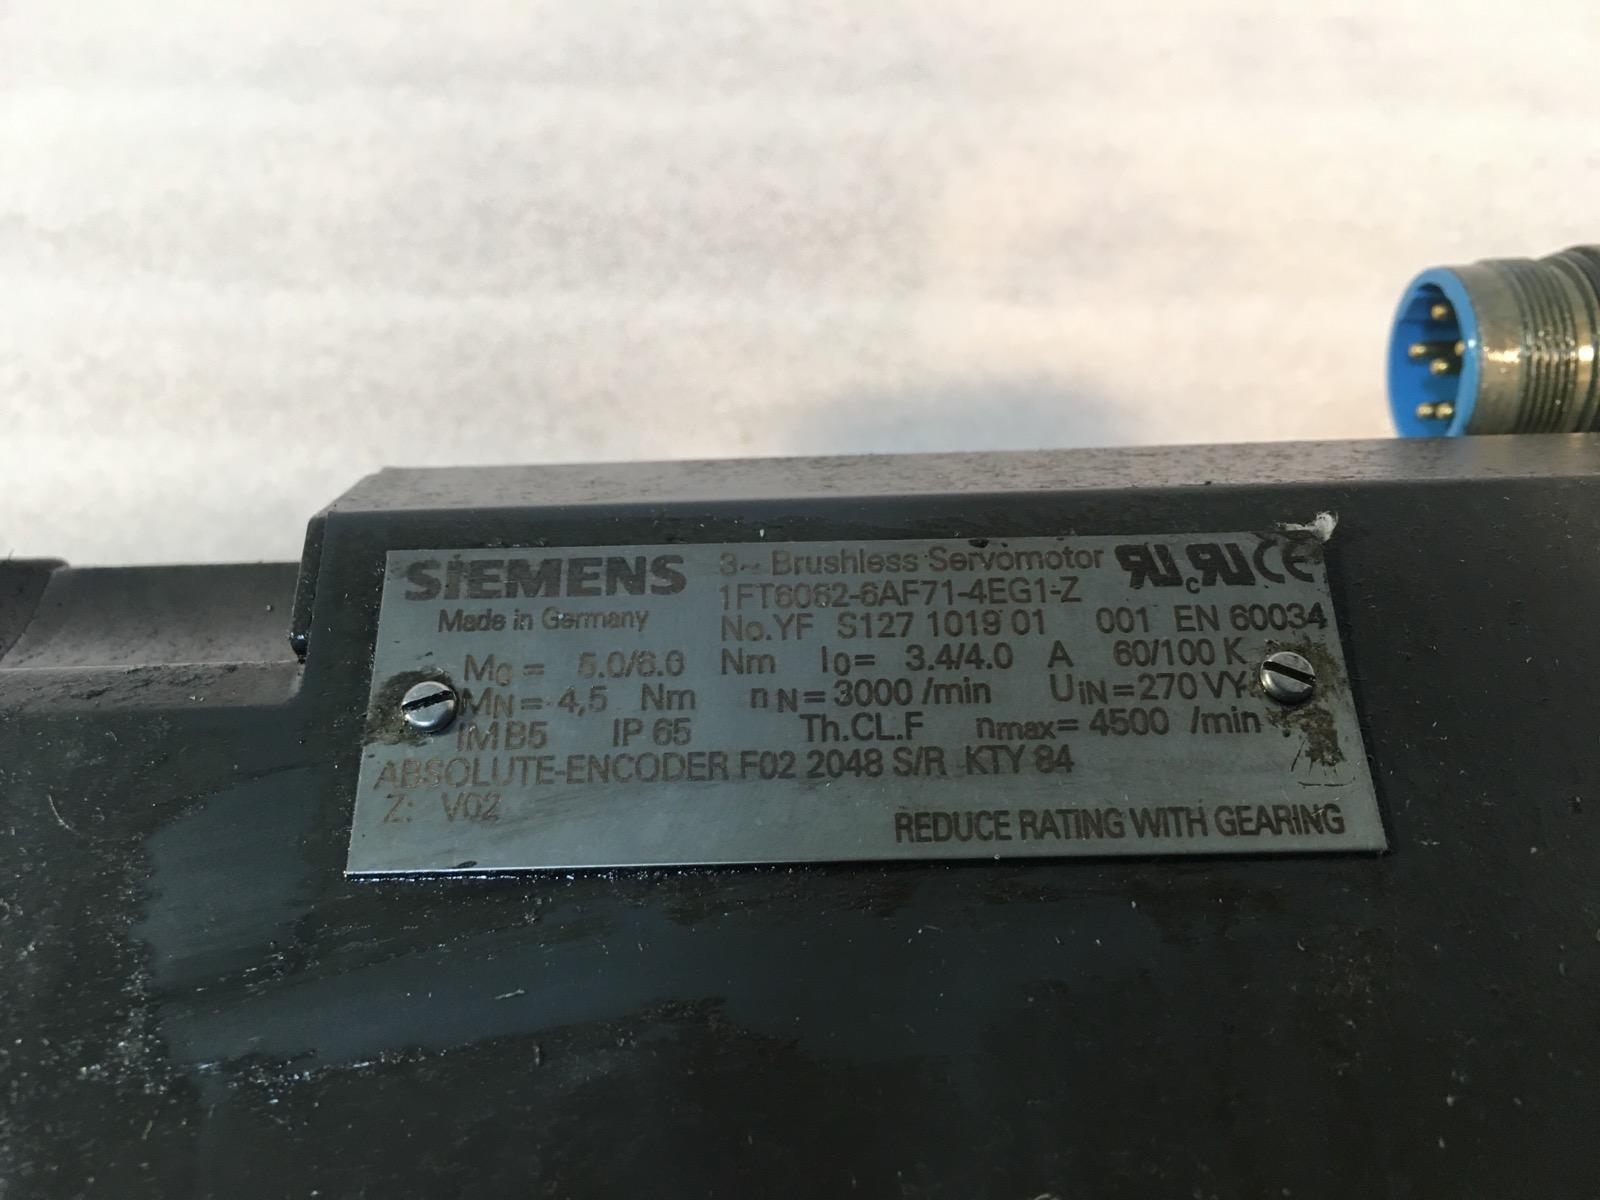 SIEMENS 3~ Brushless Servomotor
1FT6062-6AF71-4EG1-Z
Made in Germany No.YF S127 1019 01 001 EN 60034
M0 = 5.0/6.0 Nm I0= 3.4/4.0 A 60/100 K
MN= 4,5 Nm nN=3000 /min UiN=270 VY
IM B5 IP 65 Th.CL.F nmax= 4500 /min
ABSOLUTE-ENCODER F02 2048 S/R KTY 84
Z: V02
REDUCE RATING WITH GEARING